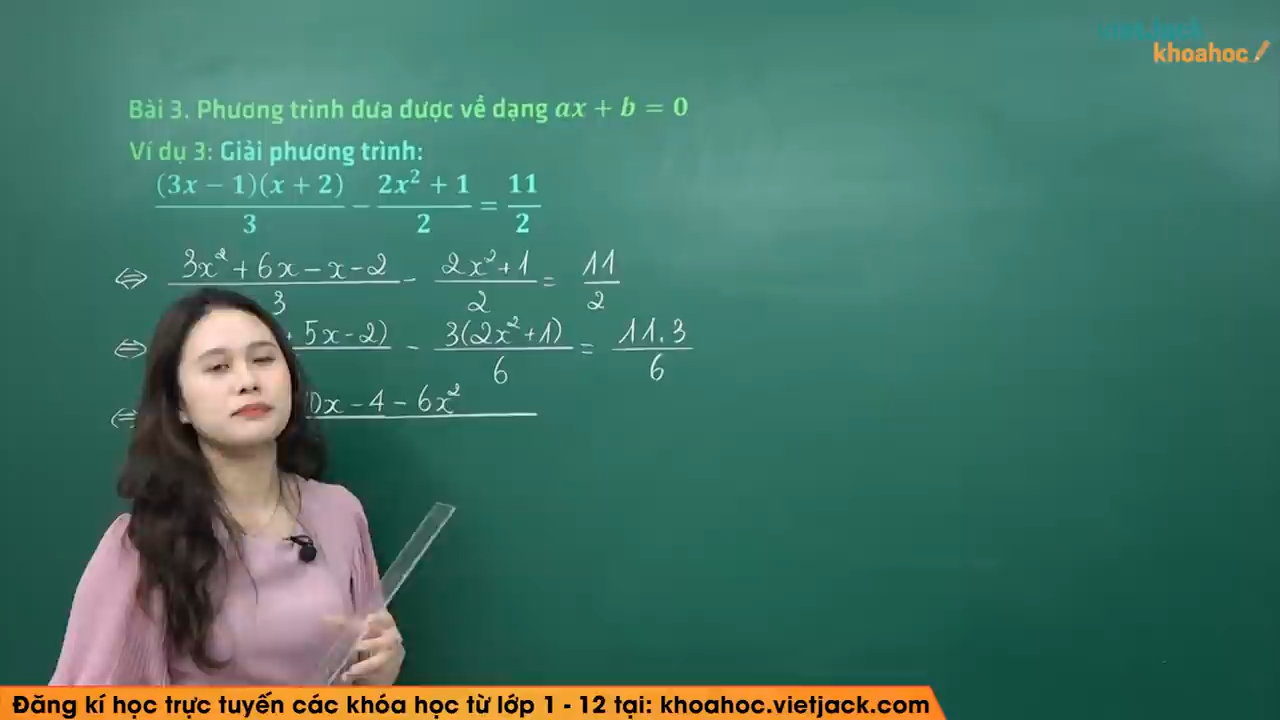 vietJack
khoahoc
Bài 3. Phương trình đưa được về dạng ax + b = 0
Ví dụ 3: Giải phương trình:
(3x − 1)(x + 2)/3 − (2x² + 1)/2 = 11/2
⇔ (3x² + 6x − x − 2)/3 − (2x² + 1)/2 = 11/2
⇔ + 5x − 2) − 3(2x² + 1)/6 = 11.3/6
0x − 4 − 6x²
Đăng kí học trực tuyến các khóa học từ lớp 1 - 12 tại: khoahoc.vietjack.com